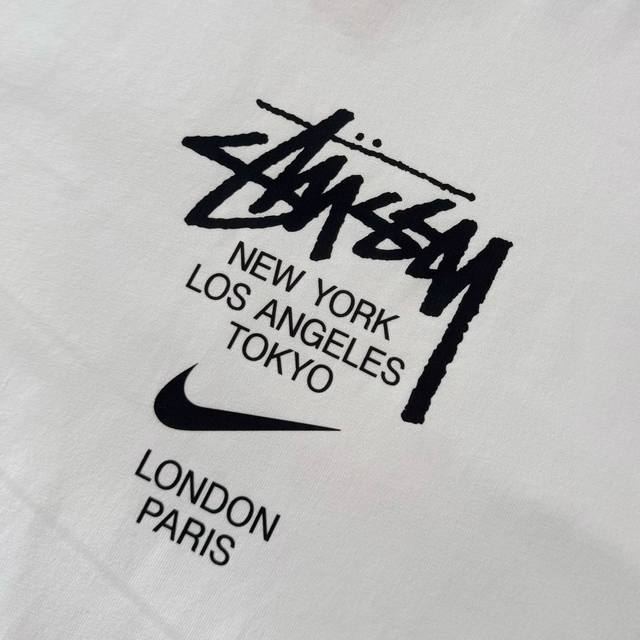 Stüssy
NEW YORK
LOS ANGELES
TOKYO
LONDON
PARIS